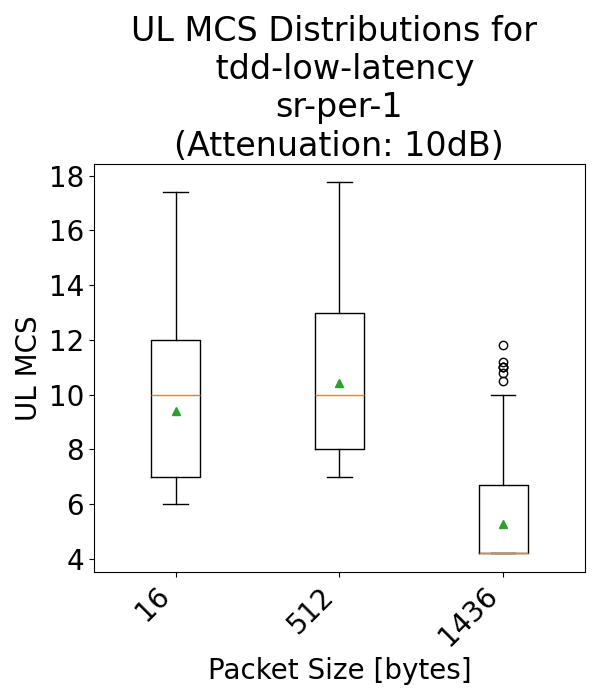 UL MCS Distributions for
tdd-low-latency
sr-per-1
(Attenuation: 10dB)
18
16
14
12
10
8
6
4
UL MCS
16
512
1436
Packet Size [bytes]